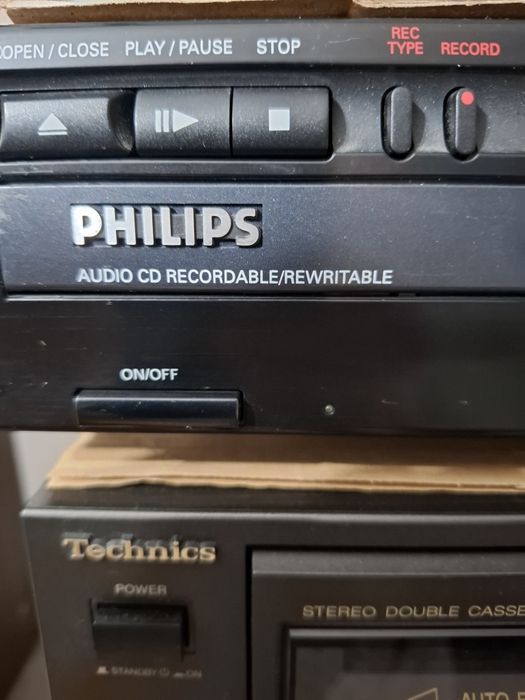 OPEN / CLOSE PLAY / PAUSE STOP REC TYPE RECORD
PHILIPS
AUDIO CD RECORDABLE/REWRITABLE
ON/OFF
Technics
POWER
STEREO DOUBLE CASSE
STANDBY ON
AUTO